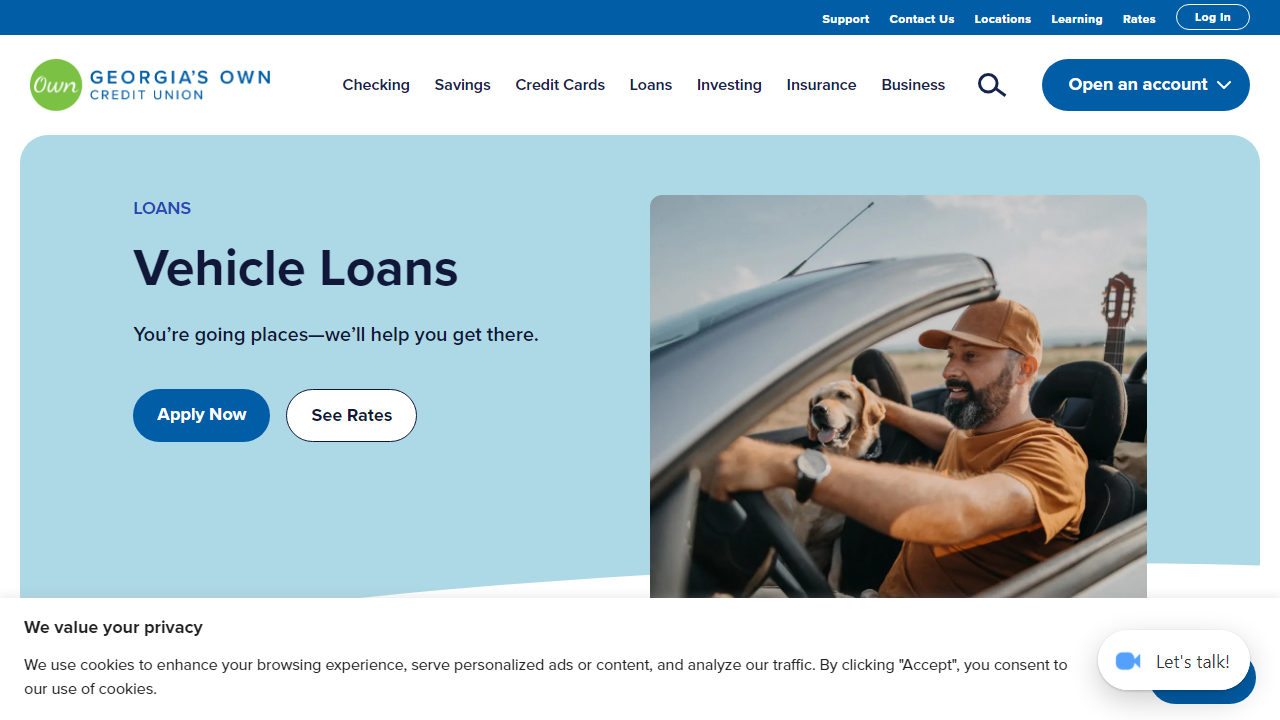 Support Contact Us Locations Learning Rates Log In
Own GEORGIA'S OWN
CREDIT UNION
Checking Savings Credit Cards Loans Investing Insurance Business Open an account
LOANS
Vehicle Loans
You're going places—we'll help you get there.
Apply Now See Rates
We value your privacy
We use cookies to enhance your browsing experience, serve personalized ads or content, and analyze our traffic. By clicking "Accept", you consent to
our use of cookies.
Let's talk!